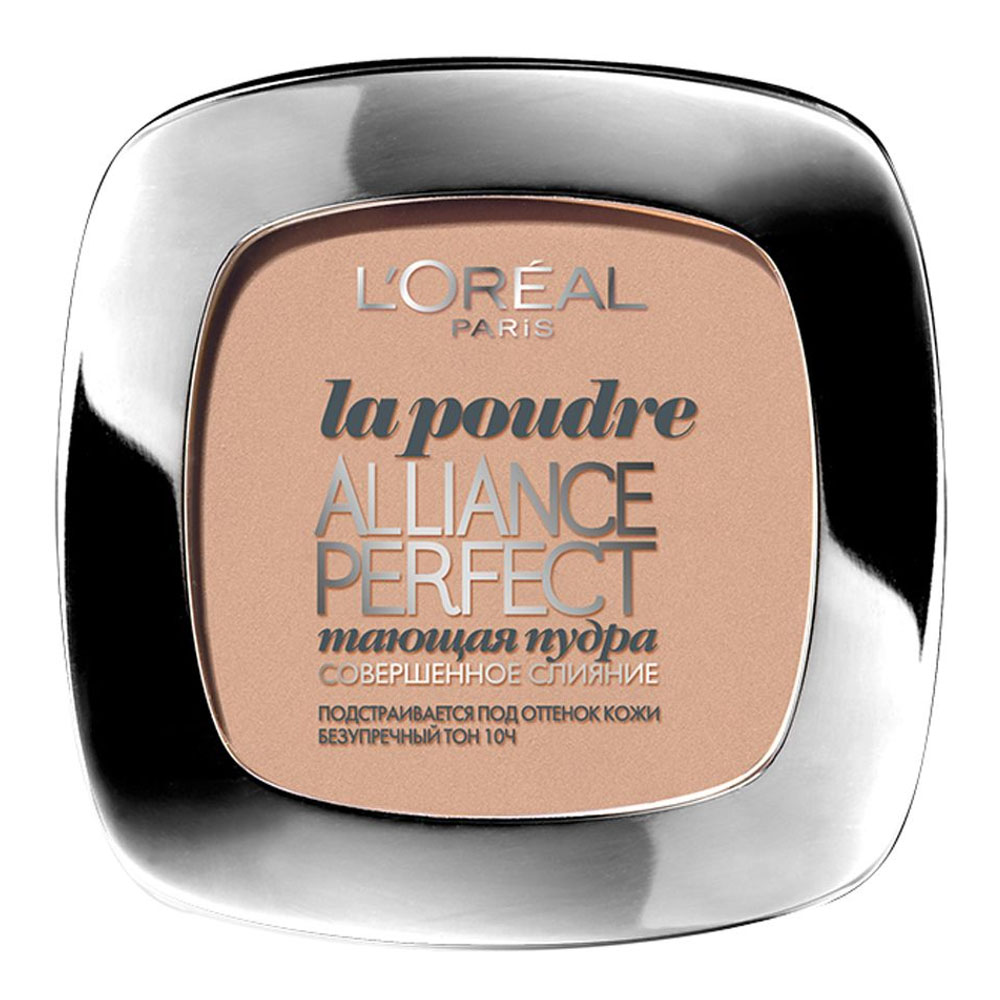 L'ORÉAL
PARiS
la poudre
ALLIANCE
PERFECT
тающая пудра
СОВЕРШЕННОЕ СЛИЯНИЕ
ПОДСТРАИВАЕТСЯ ПОД ОТТЕНОК КОЖИ
БЕЗУПРЕЧНЫЙ ТОН 10Ч